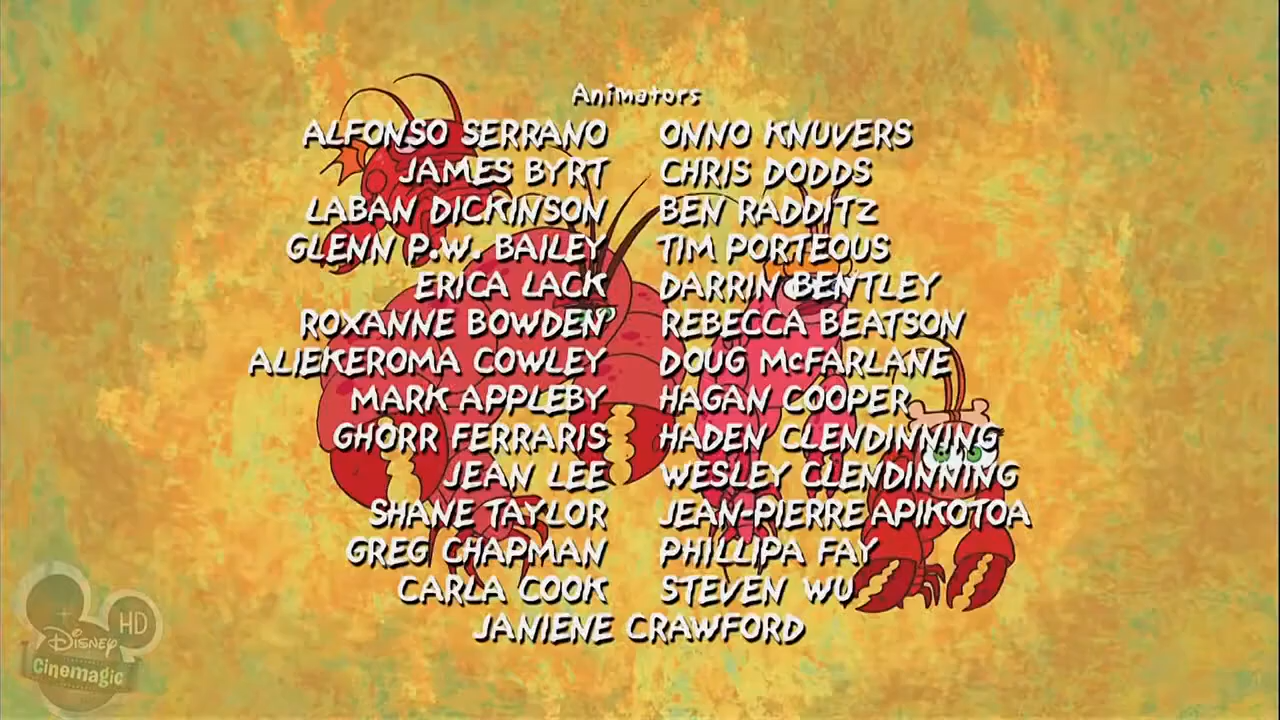 Animators
ALFONSO SERRANO ONNO KNUVERS
JAMES BYRT CHRIS DODDS
LABAN DICKINSON BEN RADDITZ
GLENN P.W. BAILEY TIM PORTEOUS
ERICA LACK DARRIN BENTLEY
ROXANNE BOWDEN REBECCA BEATSON
ALIEKEROMA COWLEY DOUG McFARLANE
MARK APPLEBY HAGAN COOPER
GHORR FERRARIS HADEN CLENDINNING
JEAN LEE WESLEY CLENDINNING
SHANE TAYLOR JEAN-PIERRE APIKOTOA
GREG CHAPMAN PHILLIPA FAY
CARLA COOK STEVEN WU
JANIENE CRAWFORD
HD
Disney
Cinemagic